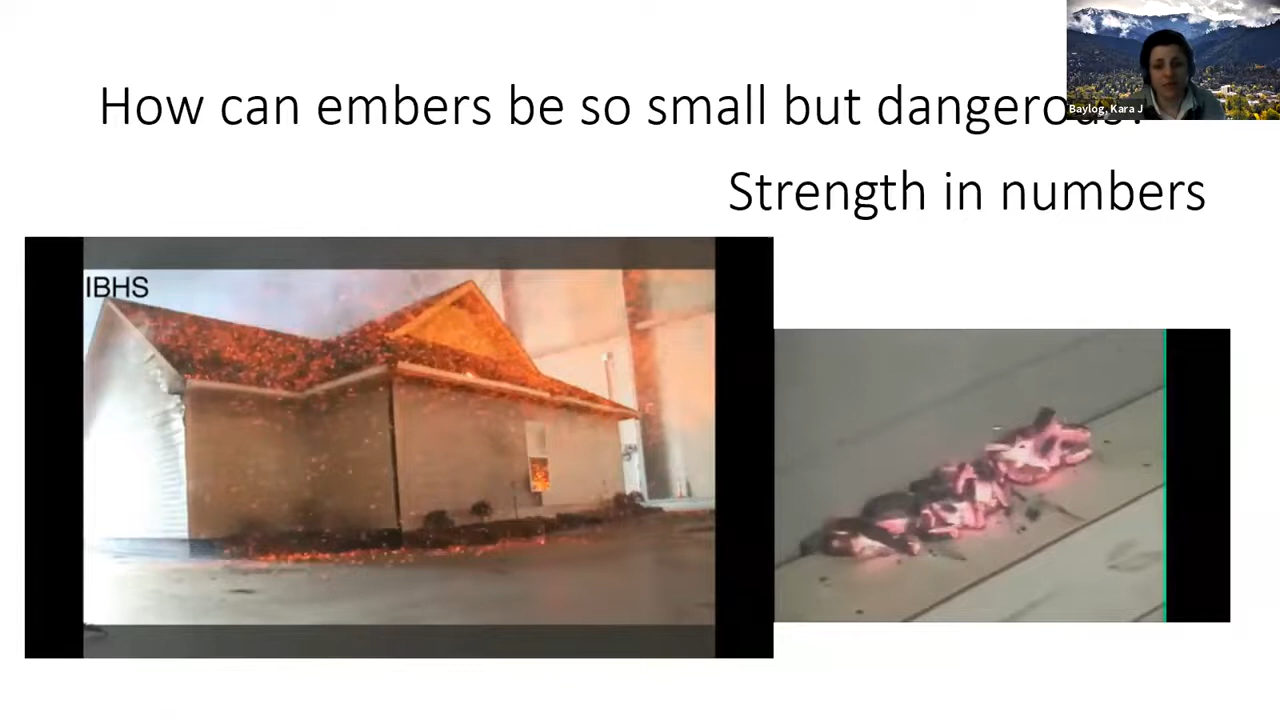 How can embers be so small but dangerous?
Baylog, Kara J
Strength in numbers
IBHS